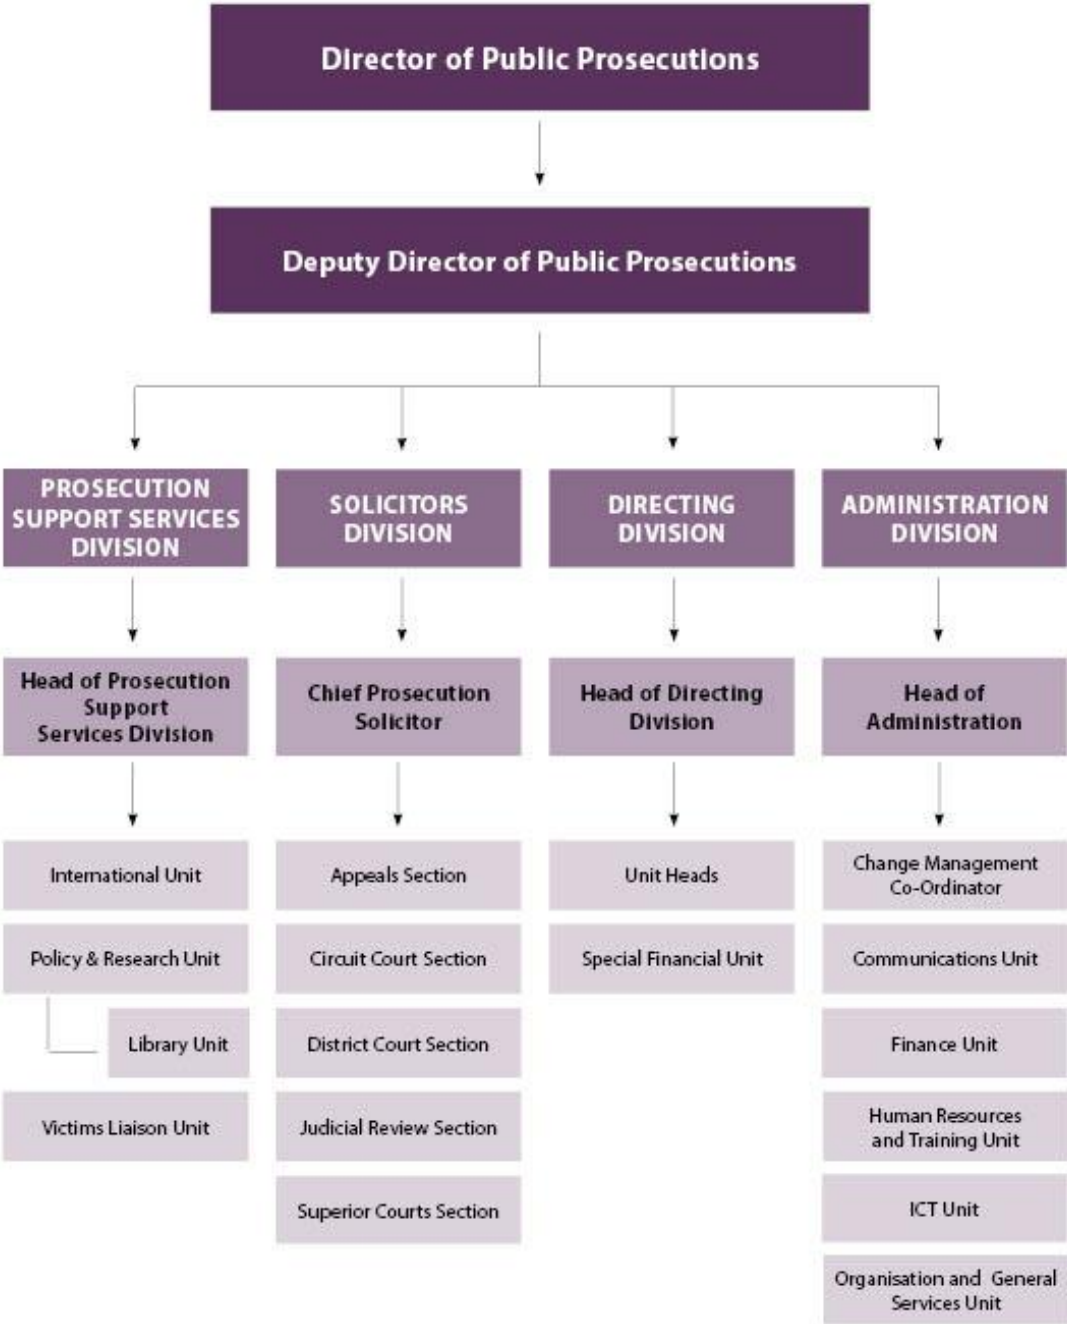 Director of Public Prosecutions
Deputy Director of Public Prosecutions
PROSECUTION
SUPPORT SERVICES
DIVISION
SOLICITORS
DIVISION
DIRECTING
DIVISION
ADMINISTRATION
DIVISION
Head of Prosecution
Support
Services Division
Chief Prosecution
Solicitor
Head of Directing
Division
Head of
Administration
International Unit
Policy & Research Unit
Library Unit
Victims Liaison Unit
Appeals Section
Circuit Court Section
District Court Section
Judicial Review Section
Superior Courts Section
Unit Heads
Special Financial Unit
Change Management
Co-Ordinator
Communications Unit
Finance Unit
Human Resources
and Training Unit
ICT Unit
Organisation and General
Services Unit